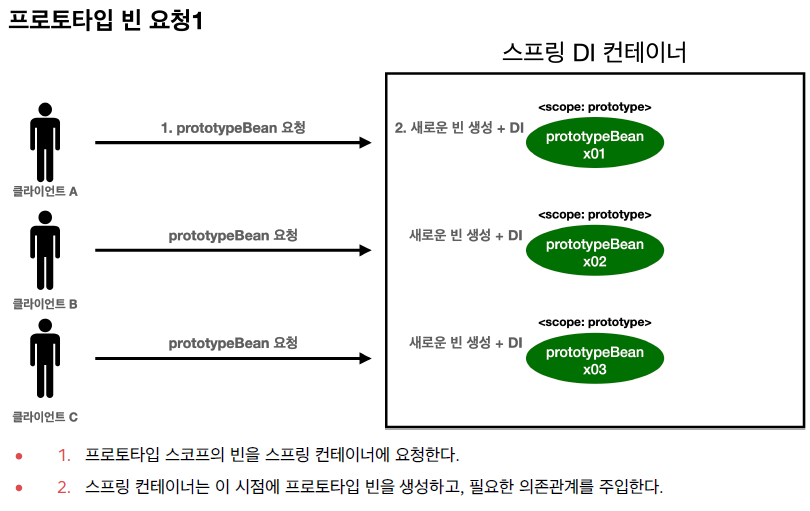 프로토타입 빈 요청1
스프링 DI 컨테이너
<scope: prototype>
1. prototypeBean 요청
2. 새로운 빈 생성 + DI
prototypeBean
x01
클라이언트 A
<scope: prototype>
prototypeBean 요청
새로운 빈 생성 + DI
prototypeBean
x02
클라이언트 B
<scope: prototype>
prototypeBean 요청
새로운 빈 생성 + DI
prototypeBean
x03
클라이언트 C
• 1. 프로토타입 스코프의 빈을 스프링 컨테이너에 요청한다.
• 2. 스프링 컨테이너는 이 시점에 프로토타입 빈을 생성하고, 필요한 의존관계를 주입한다.